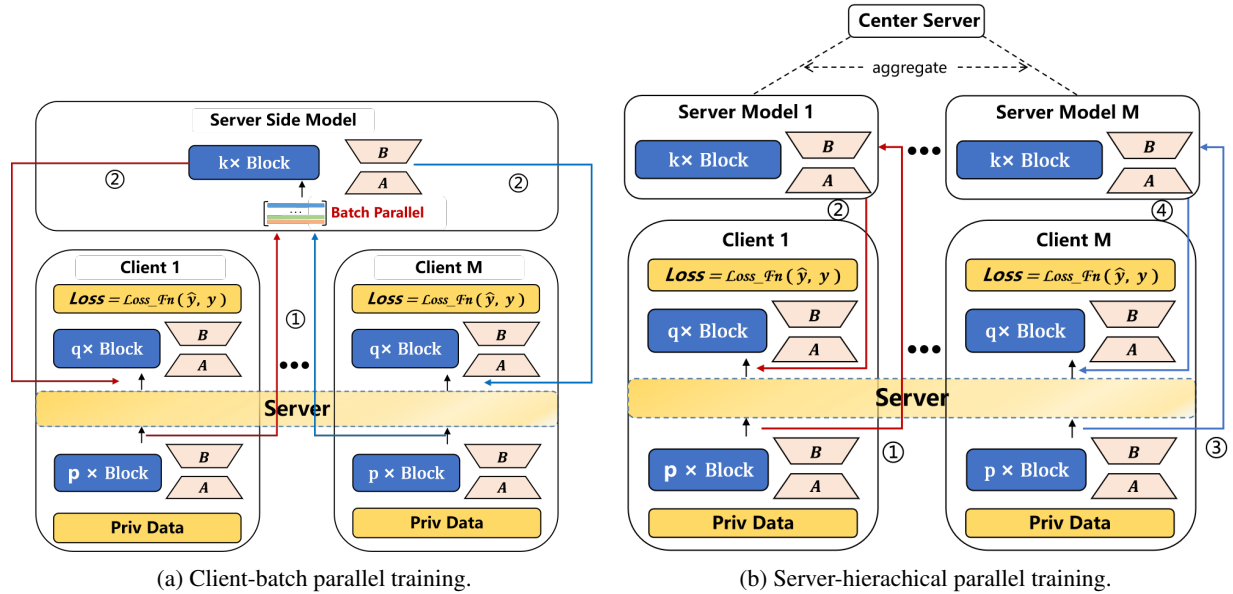 Server Side Model
k× Block
B
A
②
②
[ ... ]
Batch Parallel
Client 1
Loss = Loss_Fn ( ŷ, y )
q× Block
B
A
①
•••
Client M
Loss = Loss_Fn ( ŷ, y )
q× Block
B
A
Server
p × Block
B
A
Priv Data
p × Block
B
A
Priv Data
(a) Client-batch parallel training.
Center Server
aggregate
Server Model 1
k× Block
B
A
•••
Server Model M
k× Block
B
A
②
④
Client 1
Loss = Loss_Fn ( ŷ, y )
q× Block
B
A
•••
Client M
Loss = Loss_Fn ( ŷ, y )
q× Block
B
A
Server
①
③
p × Block
B
A
Priv Data
p × Block
B
A
Priv Data
(b) Server-hierachical parallel training.